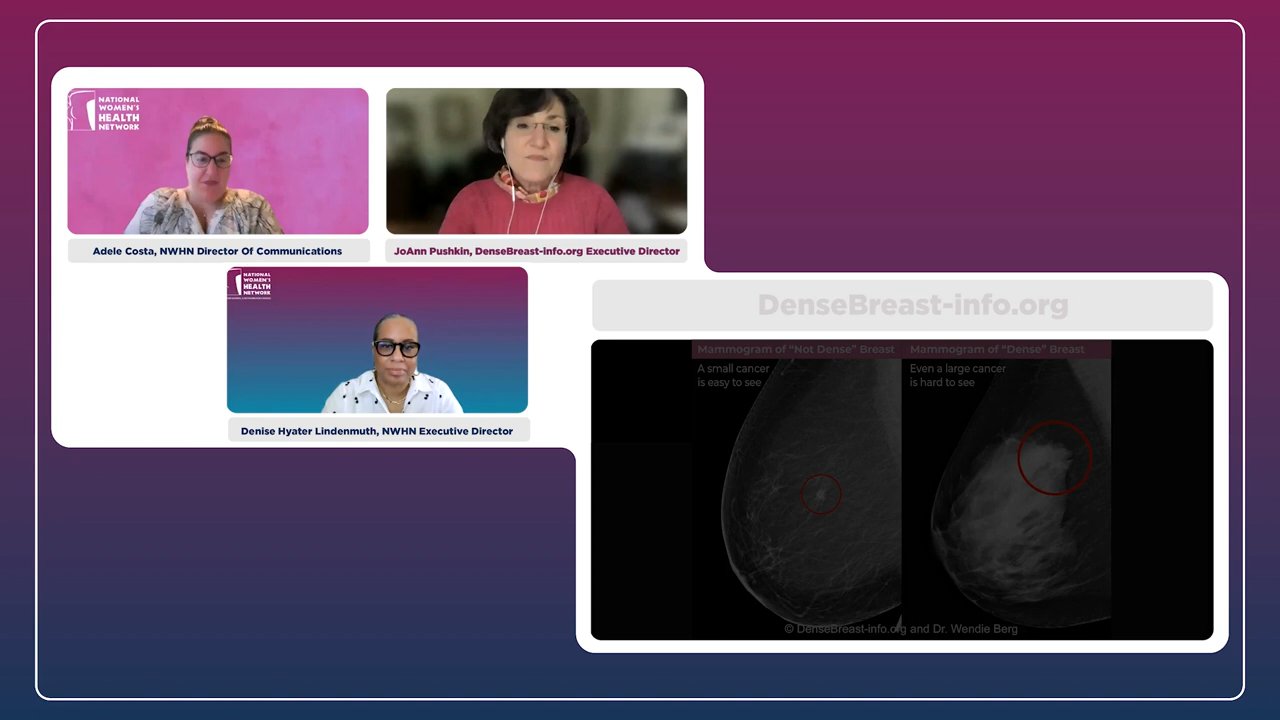 NATIONAL
WOMEN'S
HEALTH
NETWORK
Adele Costa, NWHN Director Of Communications
JoAnn Pushkin, DenseBreast-info.org Executive Director
NATIONAL
WOMEN'S
HEALTH
NETWORK
Denise Hyater Lindenmuth, NWHN Executive Director
DenseBreast-info.org
Mammogram of “Not Dense” Breast
A small cancer
is easy to see
Mammogram of “Dense” Breast
Even a large cancer
is hard to see
© DenseBreast-info.org and Dr. Wendie Berg